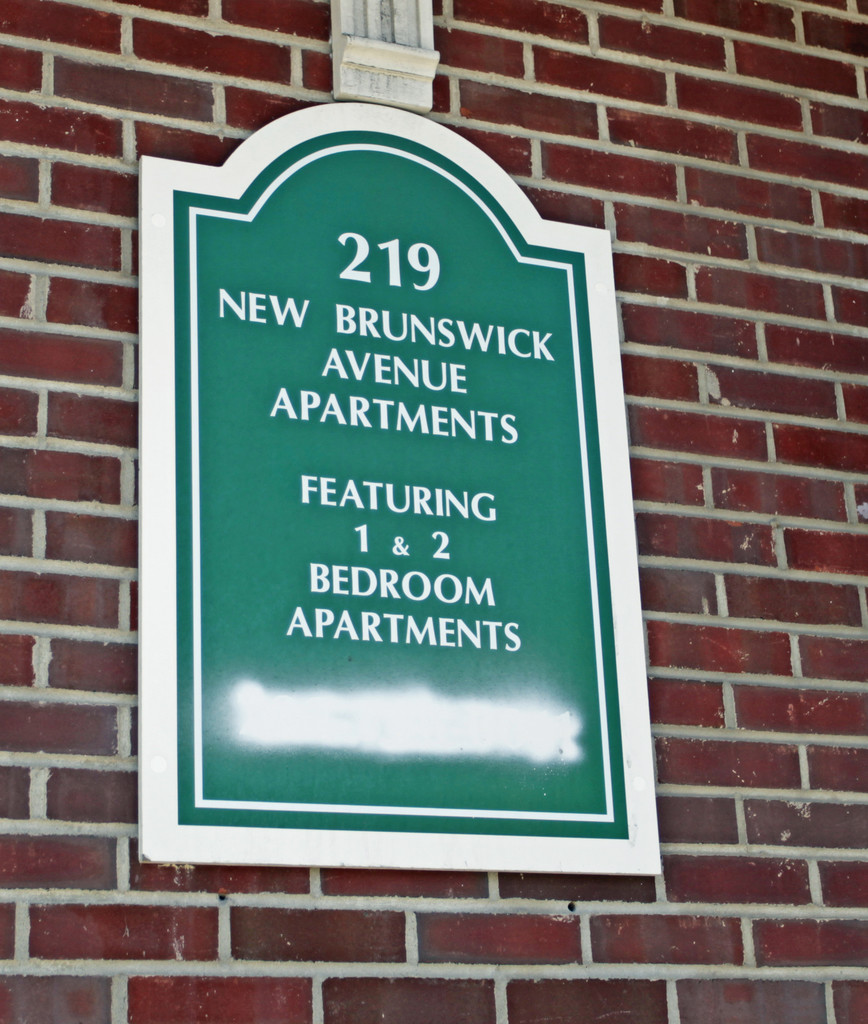 219
NEW BRUNSWICK
AVENUE
APARTMENTS
FEATURING
1 & 2
BEDROOM
APARTMENTS